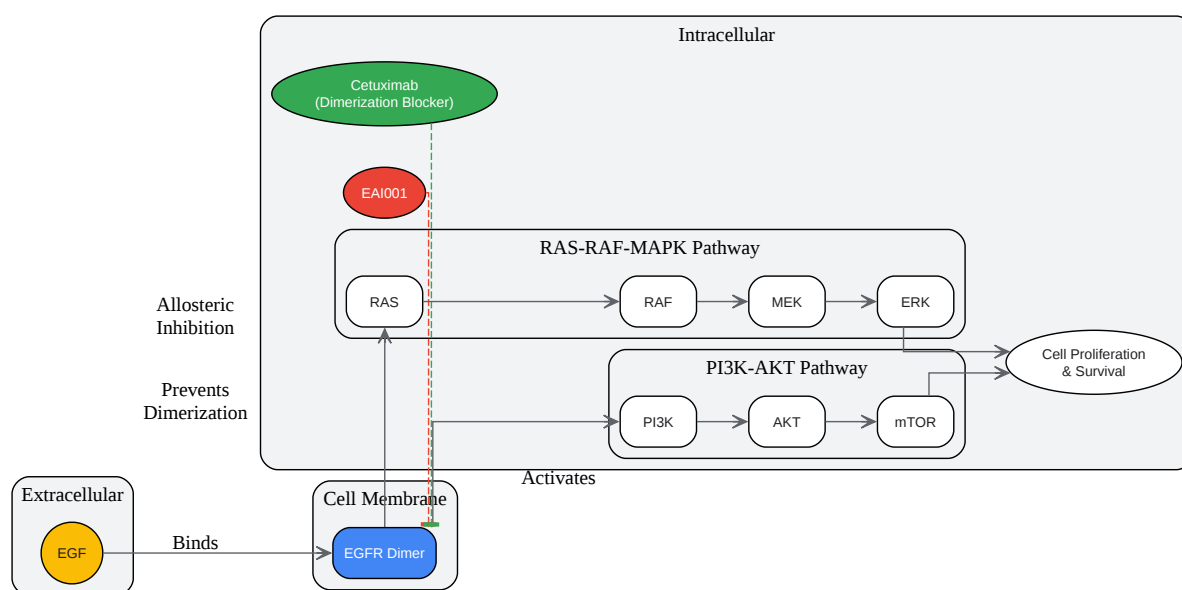 Intracellular
Cetuximab
(Dimerization Blocker)
EAI001
RAS-RAF-MAPK Pathway
RAS
RAF
MEK
ERK
Allosteric
Inhibition
Cell Proliferation
& Survival
PI3K-AKT Pathway
Prevents
Dimerization
PI3K
AKT
mTOR
Activates
Extracellular
Cell Membrane
EGF
Binds
EGFR Dimer